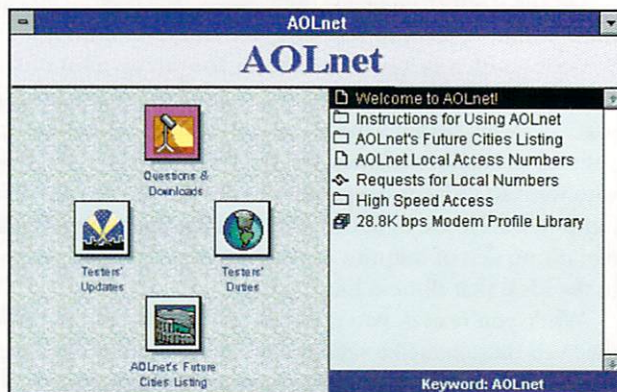 AOLnet
AOLnet
Questions &
Downloads
Testers'
Updates
Testers'
Duties
AOLnet's Future
Cities Listing
Welcome to AOLnet!
Instructions for Using AOLnet
AOLnet's Future Cities Listing
AOLnet Local Access Numbers
Requests for Local Numbers
High Speed Access
28.8K bps Modem Profile Library
Keyword: AOLnet